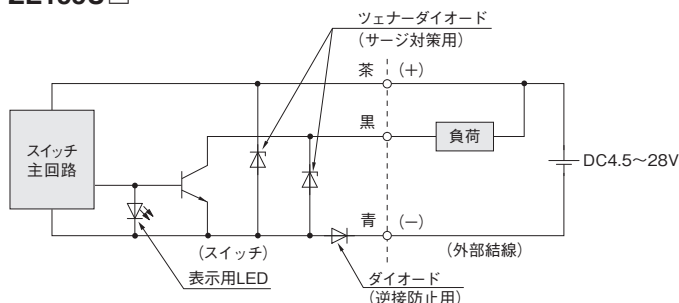 ツェナーダイオード
(サージ対策用)
茶 (+)
黒
負荷
スイッチ
主回路
DC4.5～28V
青 (−)
(スイッチ)
(外部結線)
表示用LED
ダイオード
(逆接防止用)